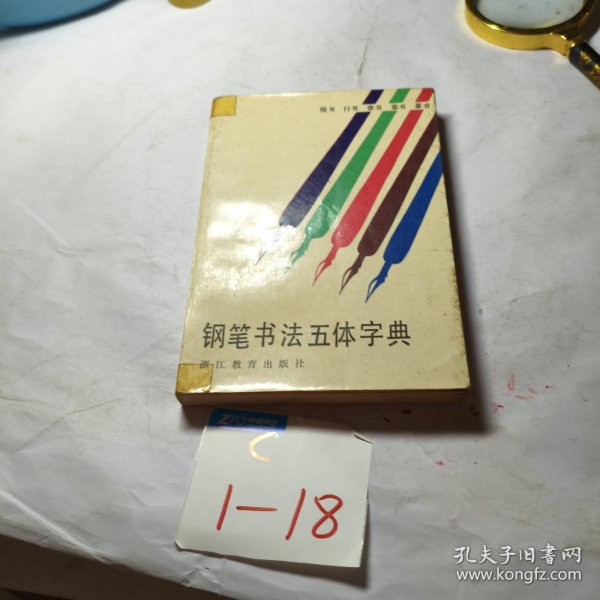 楷书 行书 隶书 草书 篆书
钢笔书法五体字典
浙江教育出版社
C
1-18
孔夫子旧书网
www.kongfz.com